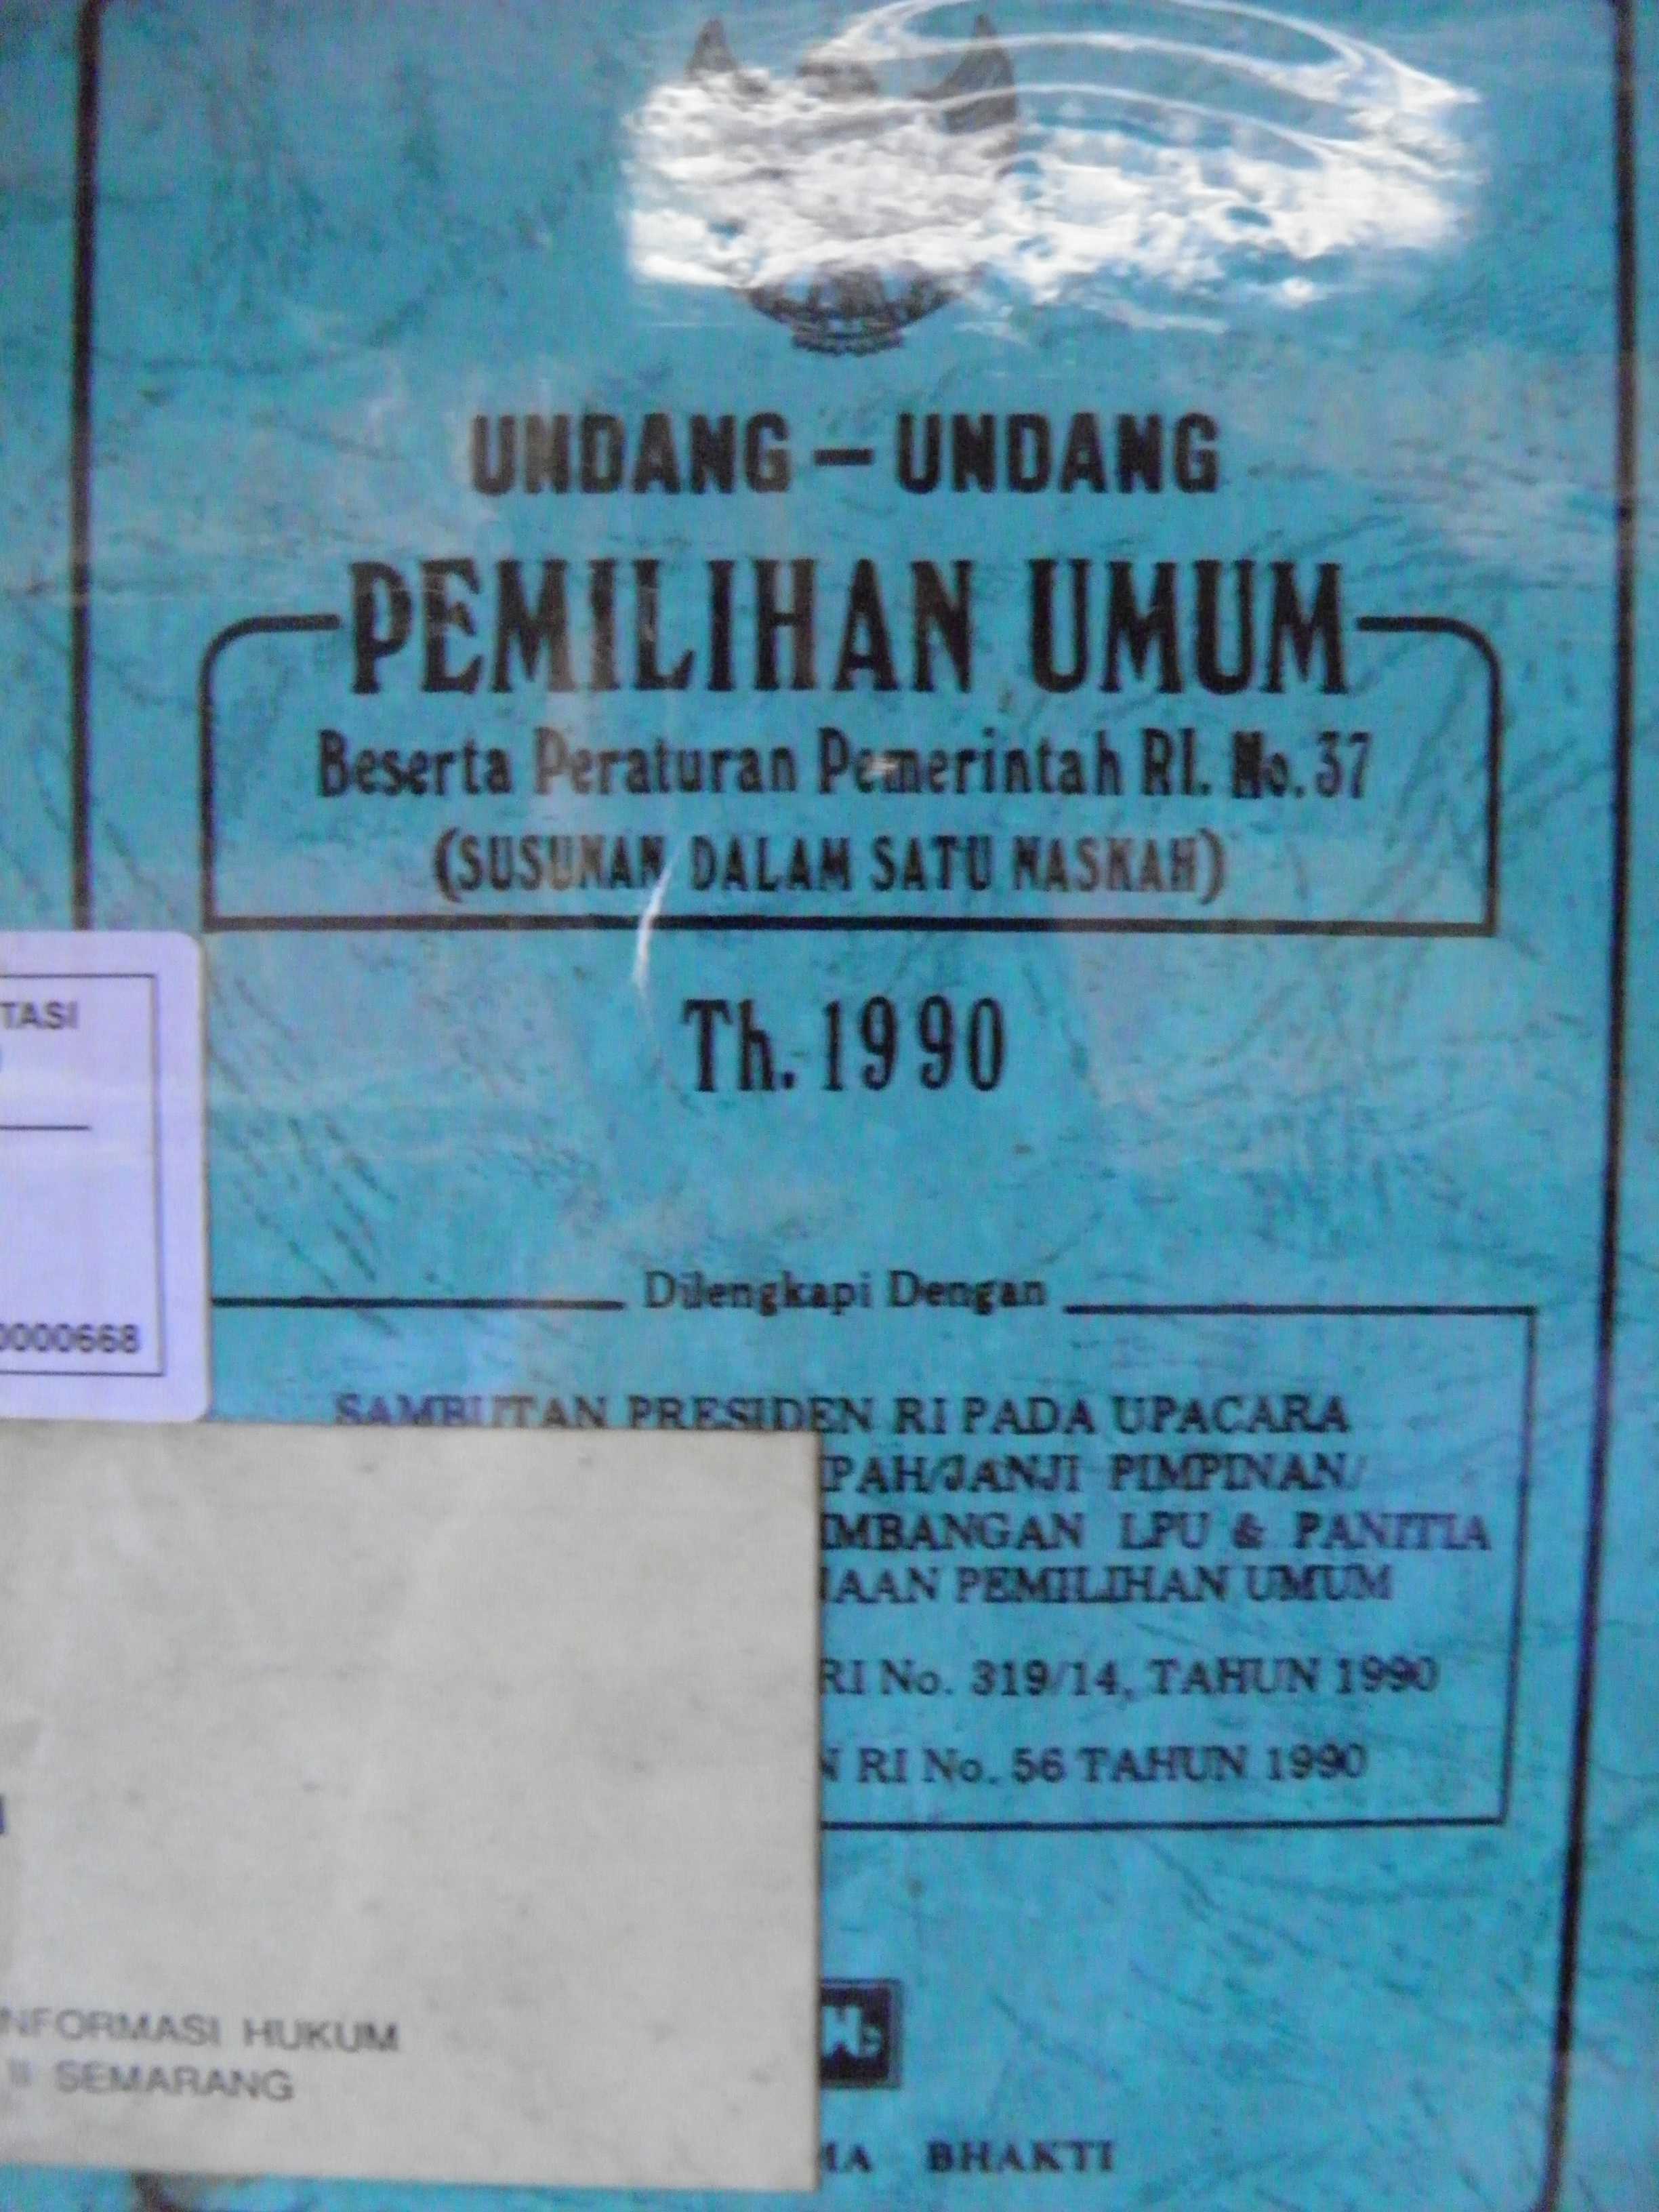 UNDANG – UNDANG
PEMILIHAN UMUM
Beserta Peraturan Pemerintah RI. No. 37
(SUSUNAN DALAM SATU NASKAH)
Th. 1990
TASI
0000668
Dilengkapi Dengan
SAMBUTAN PRESIDEN RI PADA UPACARA
PAH/JANJI PIMPINAN/
IMBANGAN LPU & PANITIA
NAAN PEMILIHAN UMUM
RI No. 319/14, TAHUN 1990
N RI No. 56 TAHUN 1990
NFORMASI HUKUM
II SEMARANG
MA BHAKTI